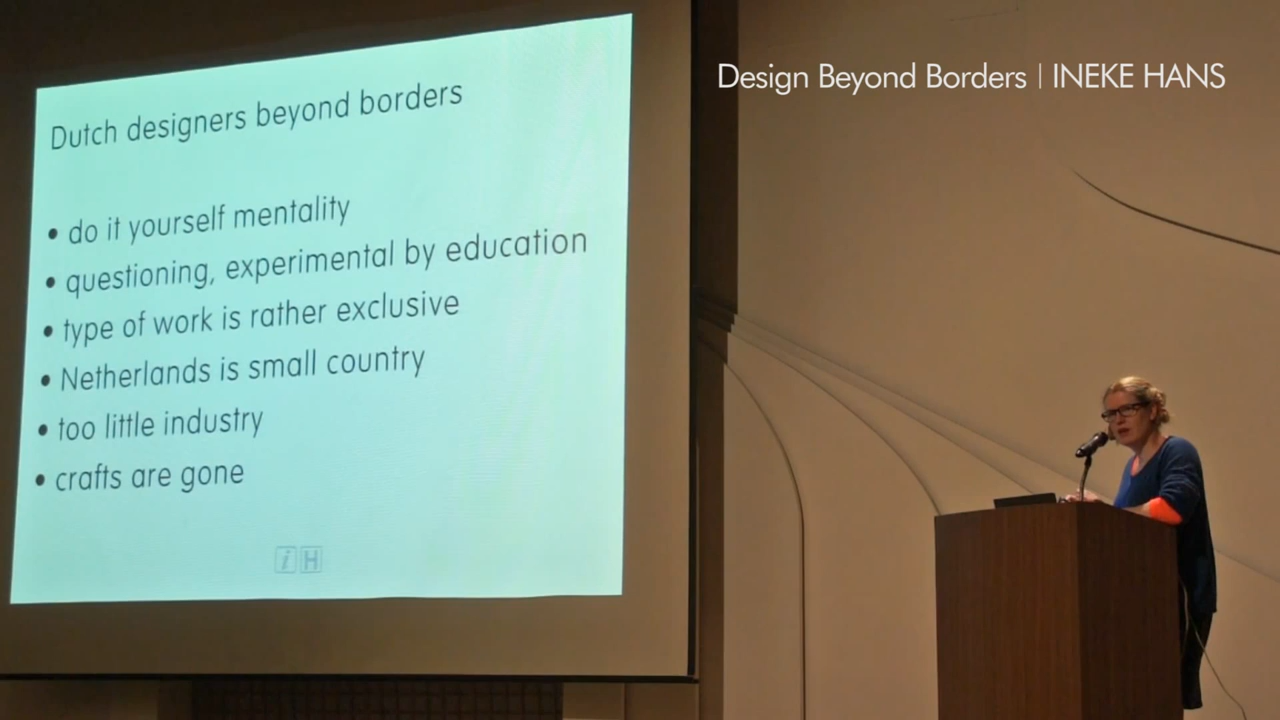 Design Beyond Borders | INEKE HANS
Dutch designers beyond borders
• do it yourself mentality
• questioning, experimental by education
• type of work is rather exclusive
• Netherlands is small country
• too little industry
• crafts are gone
i H